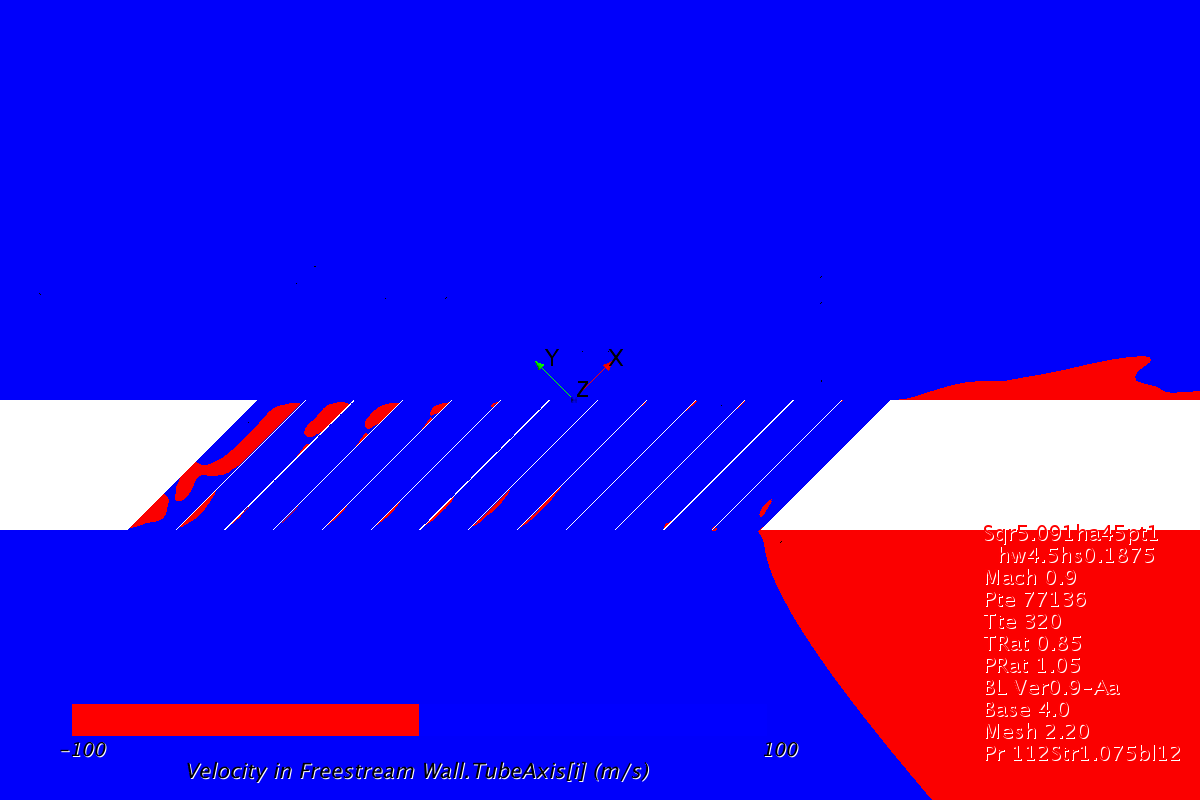 Y X
Z
Sqr5.091ha45pt1
hw4.5hs0.1875
Mach 0.9
Pte 77136
Tte 320
TRat 0.85
PRat 1.05
BL Ver0.9-Aa
Base 4.0
Mesh 2.20
Pr 112Str1.075bl12
-100 100
Velocity in Freestream Wall.TubeAxis[i] (m/s)